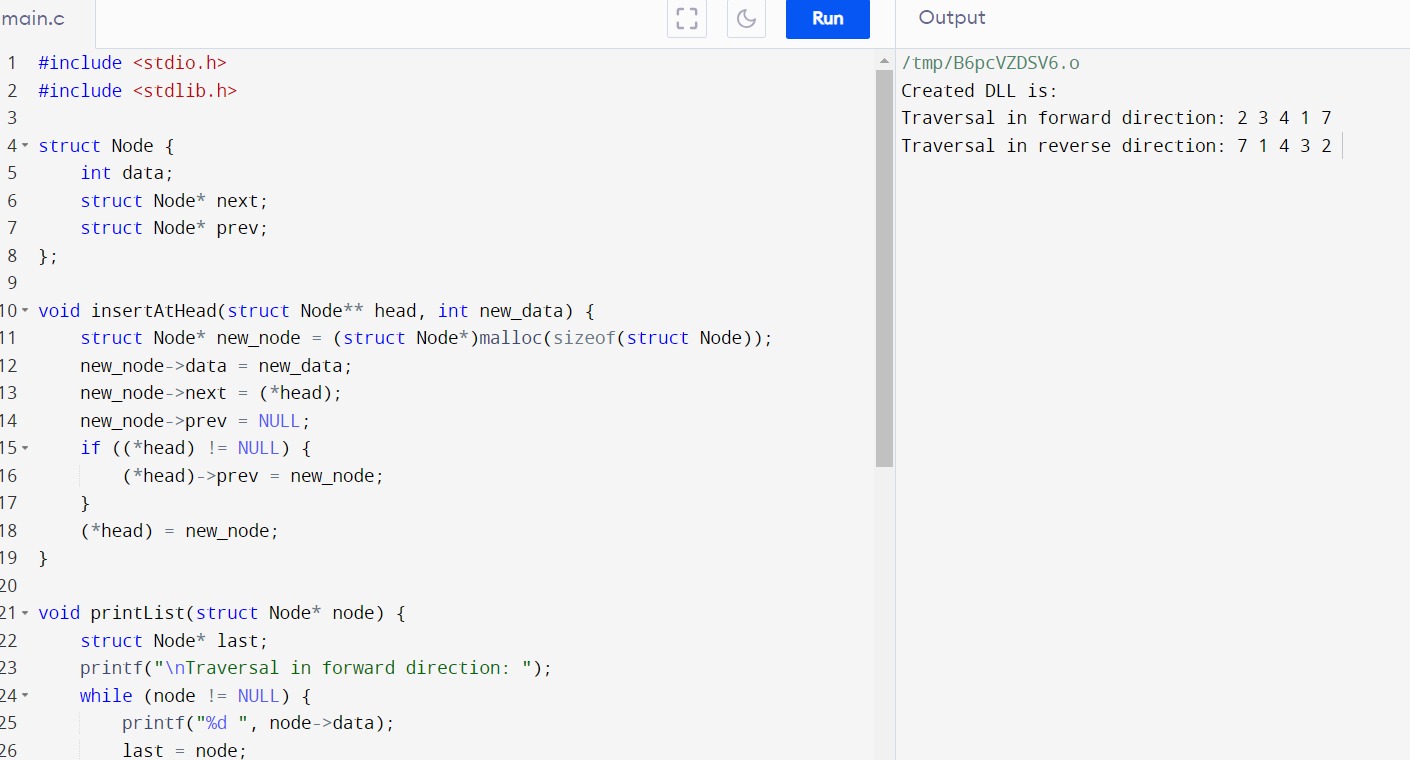 main.c
Run
Output
1 #include <stdio.h>
2 #include <stdlib.h>
3
4 struct Node {
5     int data;
6     struct Node* next;
7     struct Node* prev;
8 };
9
10 void insertAtHead(struct Node** head, int new_data) {
11     struct Node* new_node = (struct Node*)malloc(sizeof(struct Node));
12     new_node->data = new_data;
13     new_node->next = (*head);
14     new_node->prev = NULL;
15     if ((*head) != NULL) {
16         (*head)->prev = new_node;
17     }
18     (*head) = new_node;
19 }
20
21 void printList(struct Node* node) {
22     struct Node* last;
23     printf("\nTraversal in forward direction: ");
24     while (node != NULL) {
25         printf("%d ", node->data);
26         last = node;
/tmp/B6pcVZDSV6.o
Created DLL is:
Traversal in forward direction: 2 3 4 1 7
Traversal in reverse direction: 7 1 4 3 2